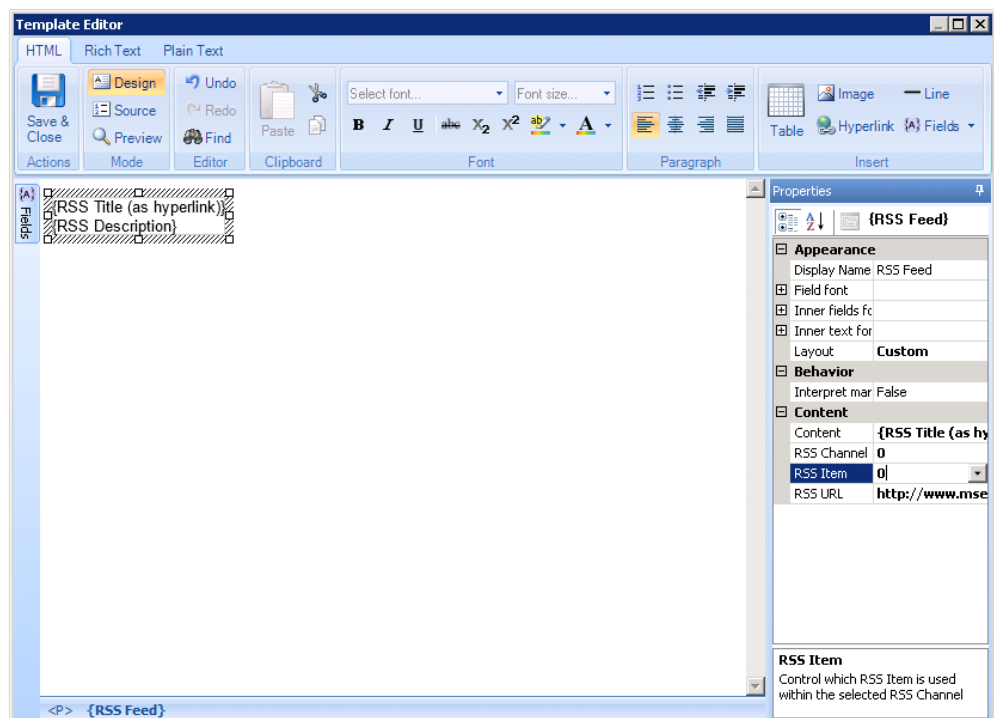 Template Editor
HTML Rich Text Plain Text
Save & Close
Design
Source
Preview
Undo
Redo
Find
Paste
Select font... Font size...
B I U abc X2 X2 ab A
Table
Image
Line
Hyperlink {A} Fields
Actions Mode Editor Clipboard Font Paragraph Insert
{A} Fields
{RSS Title (as hyperlink)}
{RSS Description}
Properties
A Z {RSS Feed}
Appearance
Display Name RSS Feed
Field font
Inner fields fo
Inner text for
Layout Custom
Behavior
Interpret mar False
Content
Content {RSS Title (as hy
RSS Channel 0
RSS Item 0
RSS URL http://www.mse
RSS Item
Control which RSS Item is used
within the selected RSS Channel
<P> {RSS Feed}